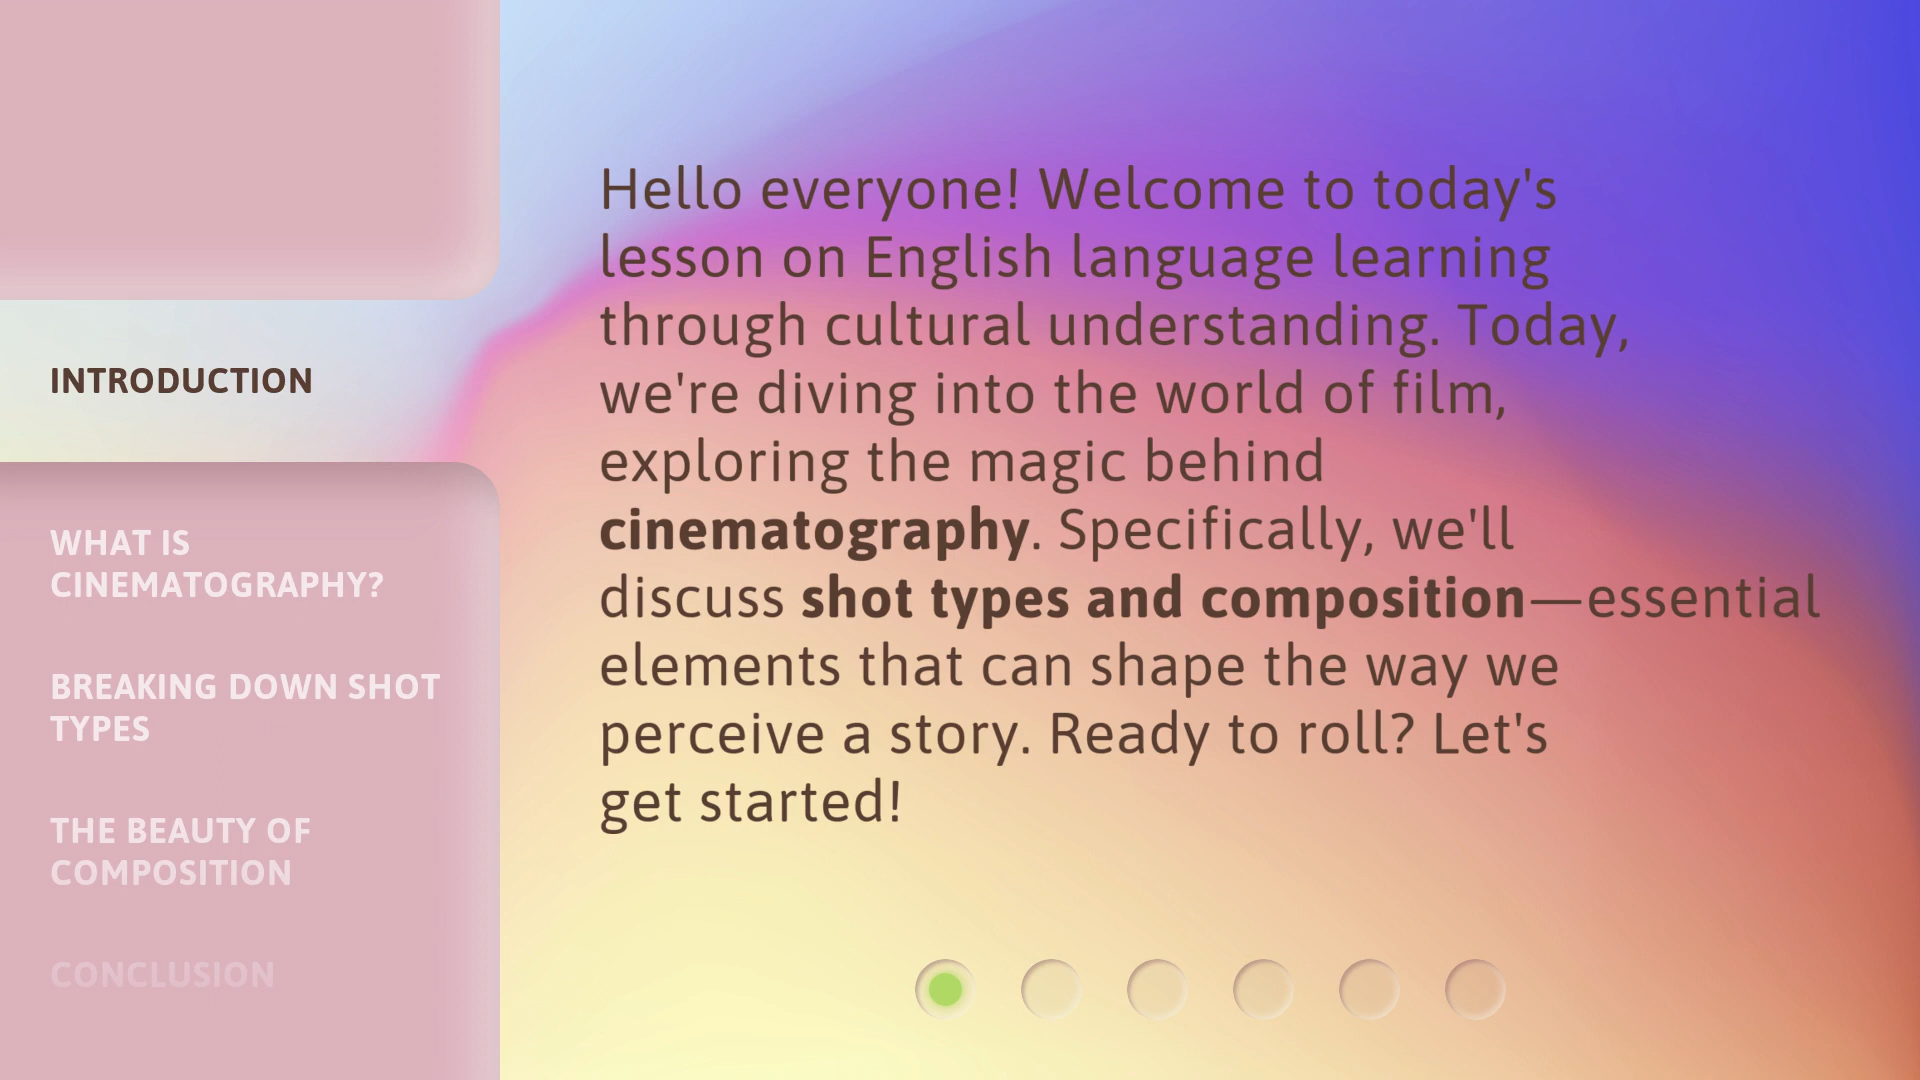 INTRODUCTION
WHAT IS
CINEMATOGRAPHY?
BREAKING DOWN SHOT
TYPES
THE BEAUTY OF
COMPOSITION
CONCLUSION
Hello everyone! Welcome to today's
lesson on English language learning
through cultural understanding. Today,
we're diving into the world of film,
exploring the magic behind
cinematography. Specifically, we'll
discuss shot types and composition—essential
elements that can shape the way we
perceive a story. Ready to roll? Let's
get started!